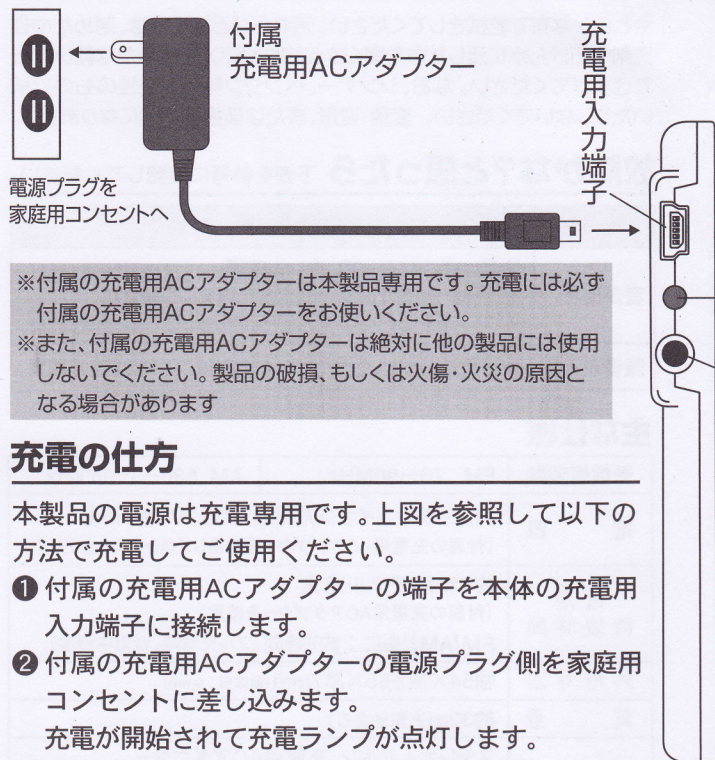 付属
充電用ACアダプター
充電用入力端子
電源プラグを
家庭用コンセントへ
※付属の充電用ACアダプターは本製品専用です。充電には必ず
付属の充電用ACアダプターをお使いください。
※また、付属の充電用ACアダプターは絶対に他の製品には使用
しないでください。製品の破損、もしくは火傷・火災の原因と
なる場合があります
充電の仕方
本製品の電源は充電専用です。上図を参照して以下の
方法で充電してご使用ください。
❶付属の充電用ACアダプターの端子を本体の充電用
入力端子に接続します。
❷付属の充電用ACアダプターの電源プラグ側を家庭用
コンセントに差し込みます。
充電が開始されて充電ランプが点灯します。